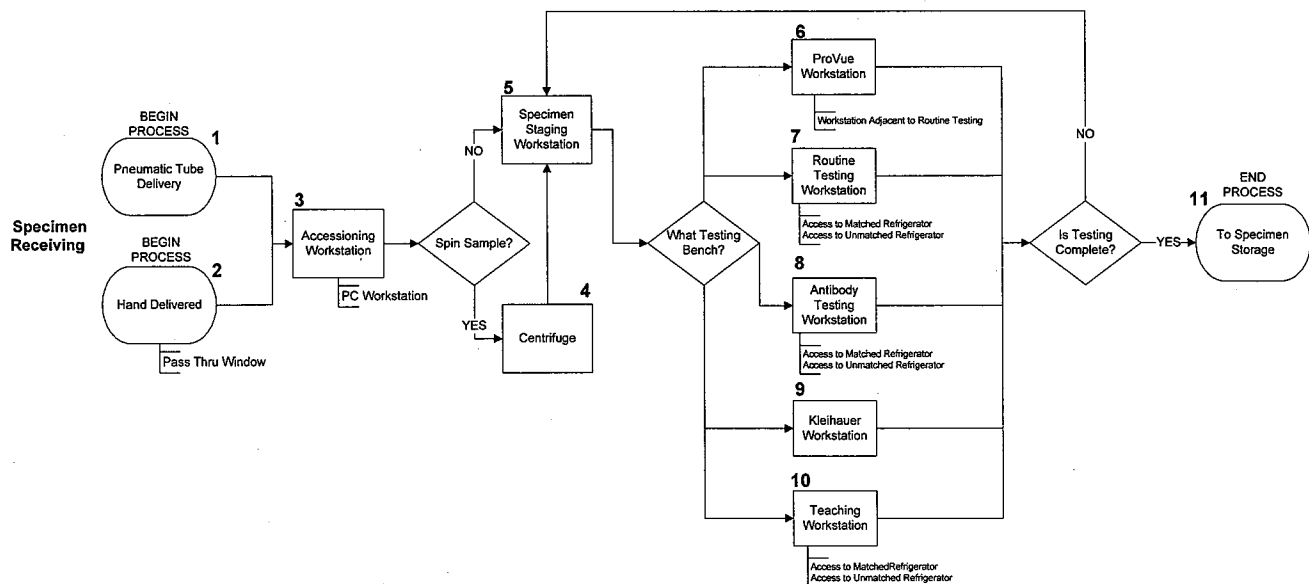 Specimen
Receiving
BEGIN
PROCESS
1
Pneumatic Tube
Delivery
BEGIN
PROCESS
2
Hand Delivered
Pass Thru Window
3
Accessioning
Workstation
PC Workstation
Spin Sample?
NO
YES
4
Centrifuge
5
Specimen
Staging
Workstation
What Testing
Bench?
6
ProVue
Workstation
Workstation Adjacent to Routine Testing
7
Routine
Testing
Workstation
Access to Matched Refrigerator
Access to Unmatched Refrigerator
8
Antibody
Testing
Workstation
Access to Matched Refrigerator
Access to Unmatched Refrigerator
9
Kleihauer
Workstation
10
Teaching
Workstation
Access to MatchedRefrigerator
Access to Unmatched Refrigerator
Is Testing
Complete?
NO
YES
END
PROCESS
11
To Specimen
Storage